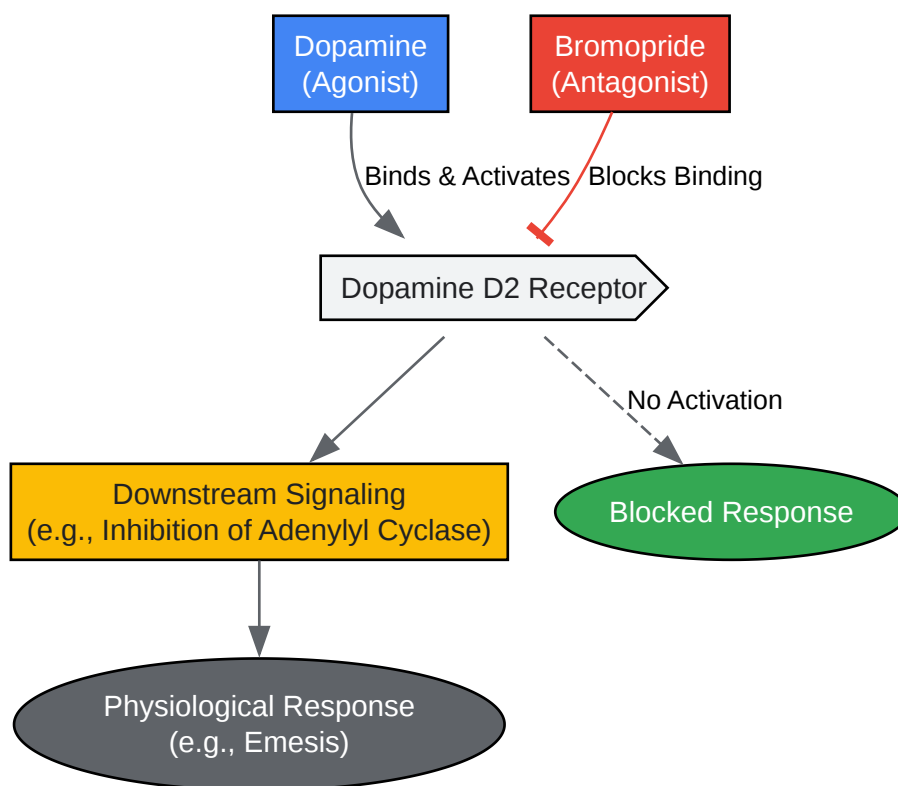 Dopamine
(Agonist)
Bromopride
(Antagonist)
Binds & Activates
Blocks Binding
Dopamine D2 Receptor
No Activation
Downstream Signaling
(e.g., Inhibition of Adenylyl Cyclase)
Blocked Response
Physiological Response
(e.g., Emesis)